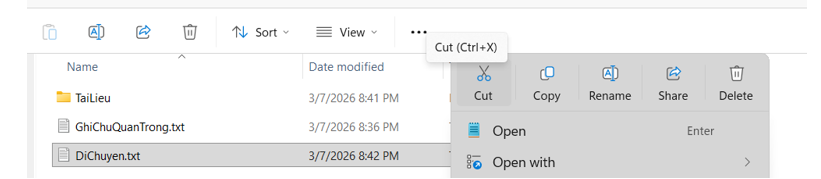 Sort
View
...
Cut (Ctrl+X)
Name
Date modified
Cut
Copy
Rename
Share
Delete
TaiLieu
3/7/2026 8:41 PM
GhiChuQuanTrong.txt
3/7/2026 8:36 PM
Open
Enter
DiChuyen.txt
3/7/2026 8:42 PM
Open with